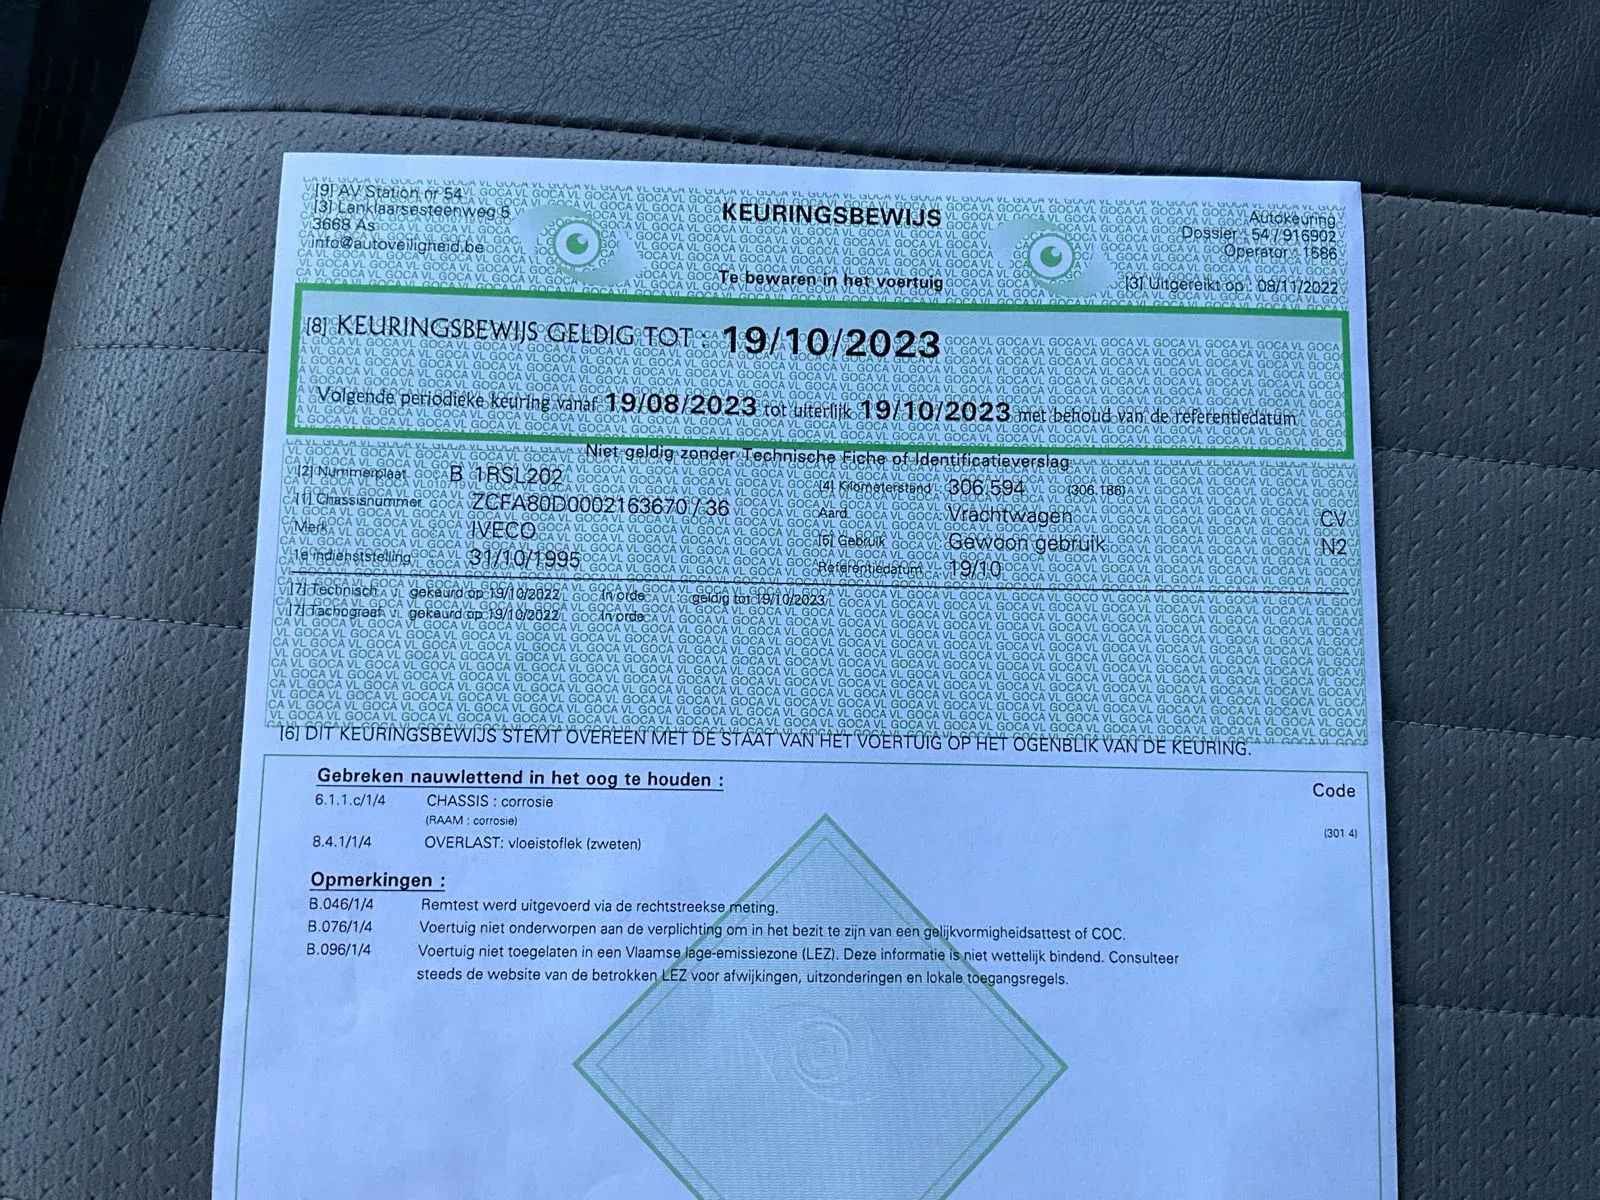 [9] AV Station nr 54
[3] Lanklaarsesteenweg 5
3668 As
info@autoveiligheid.be
KEURINGSBEWIJS
Te bewaren in het voertuig
Autokeuring
Dossier : 54 / 916902
Operator : 1686
[3] Uitgereikt op : 08/11/2022
[8] KEURINGSBEWIJS GELDIG TOT : 19/10/2023
Volgende periodieke keuring vanaf 19/08/2023 tot uiterlijk 19/10/2023 met behoud van de referentiedatum
Niet geldig zonder Technische Fiche of Identificatieverslag
[2] Nummerplaat B 1RSL202
[1] Chassisnummer ZCFA80D0002163670 / 36
Merk IVECO
1e indienststelling 31/10/1995
[4] Kilometerstand : 306.594 (306.186)
Aard Vrachtwagen CV
[5] Gebruik Gewoon gebruik N2
Referentiedatum 19/10
[7] Technisch gekeurd op 19/10/2022 In orde geldig tot 19/10/2023
[7] Tachograaf gekeurd op 19/10/2022 In orde
[6] DIT KEURINGSBEWIJS STEMT OVEREEN MET DE STAAT VAN HET VOERTUIG OP HET OGENBLIK VAN DE KEURING.
Gebreken nauwlettend in het oog te houden :
Code
6.1.1.c/1/4 CHASSIS : corrosie
(RAAM : corrosie)
(301 4)
8.4.1/1/4 OVERLAST: vloeistoflek (zweten)
Opmerkingen :
B.046/1/4 Remtest werd uitgevoerd via de rechtstreekse meting.
B.076/1/4 Voertuig niet onderworpen aan de verplichting om in het bezit te zijn van een gelijkvormigheidsattest of COC.
B.096/1/4 Voertuig niet toegelaten in een Vlaamse lage-emissiezone (LEZ). Deze informatie is niet wettelijk bindend. Consulteer
steeds de website van de betrokken LEZ voor afwijkingen, uitzonderingen en lokale toegangsregels.